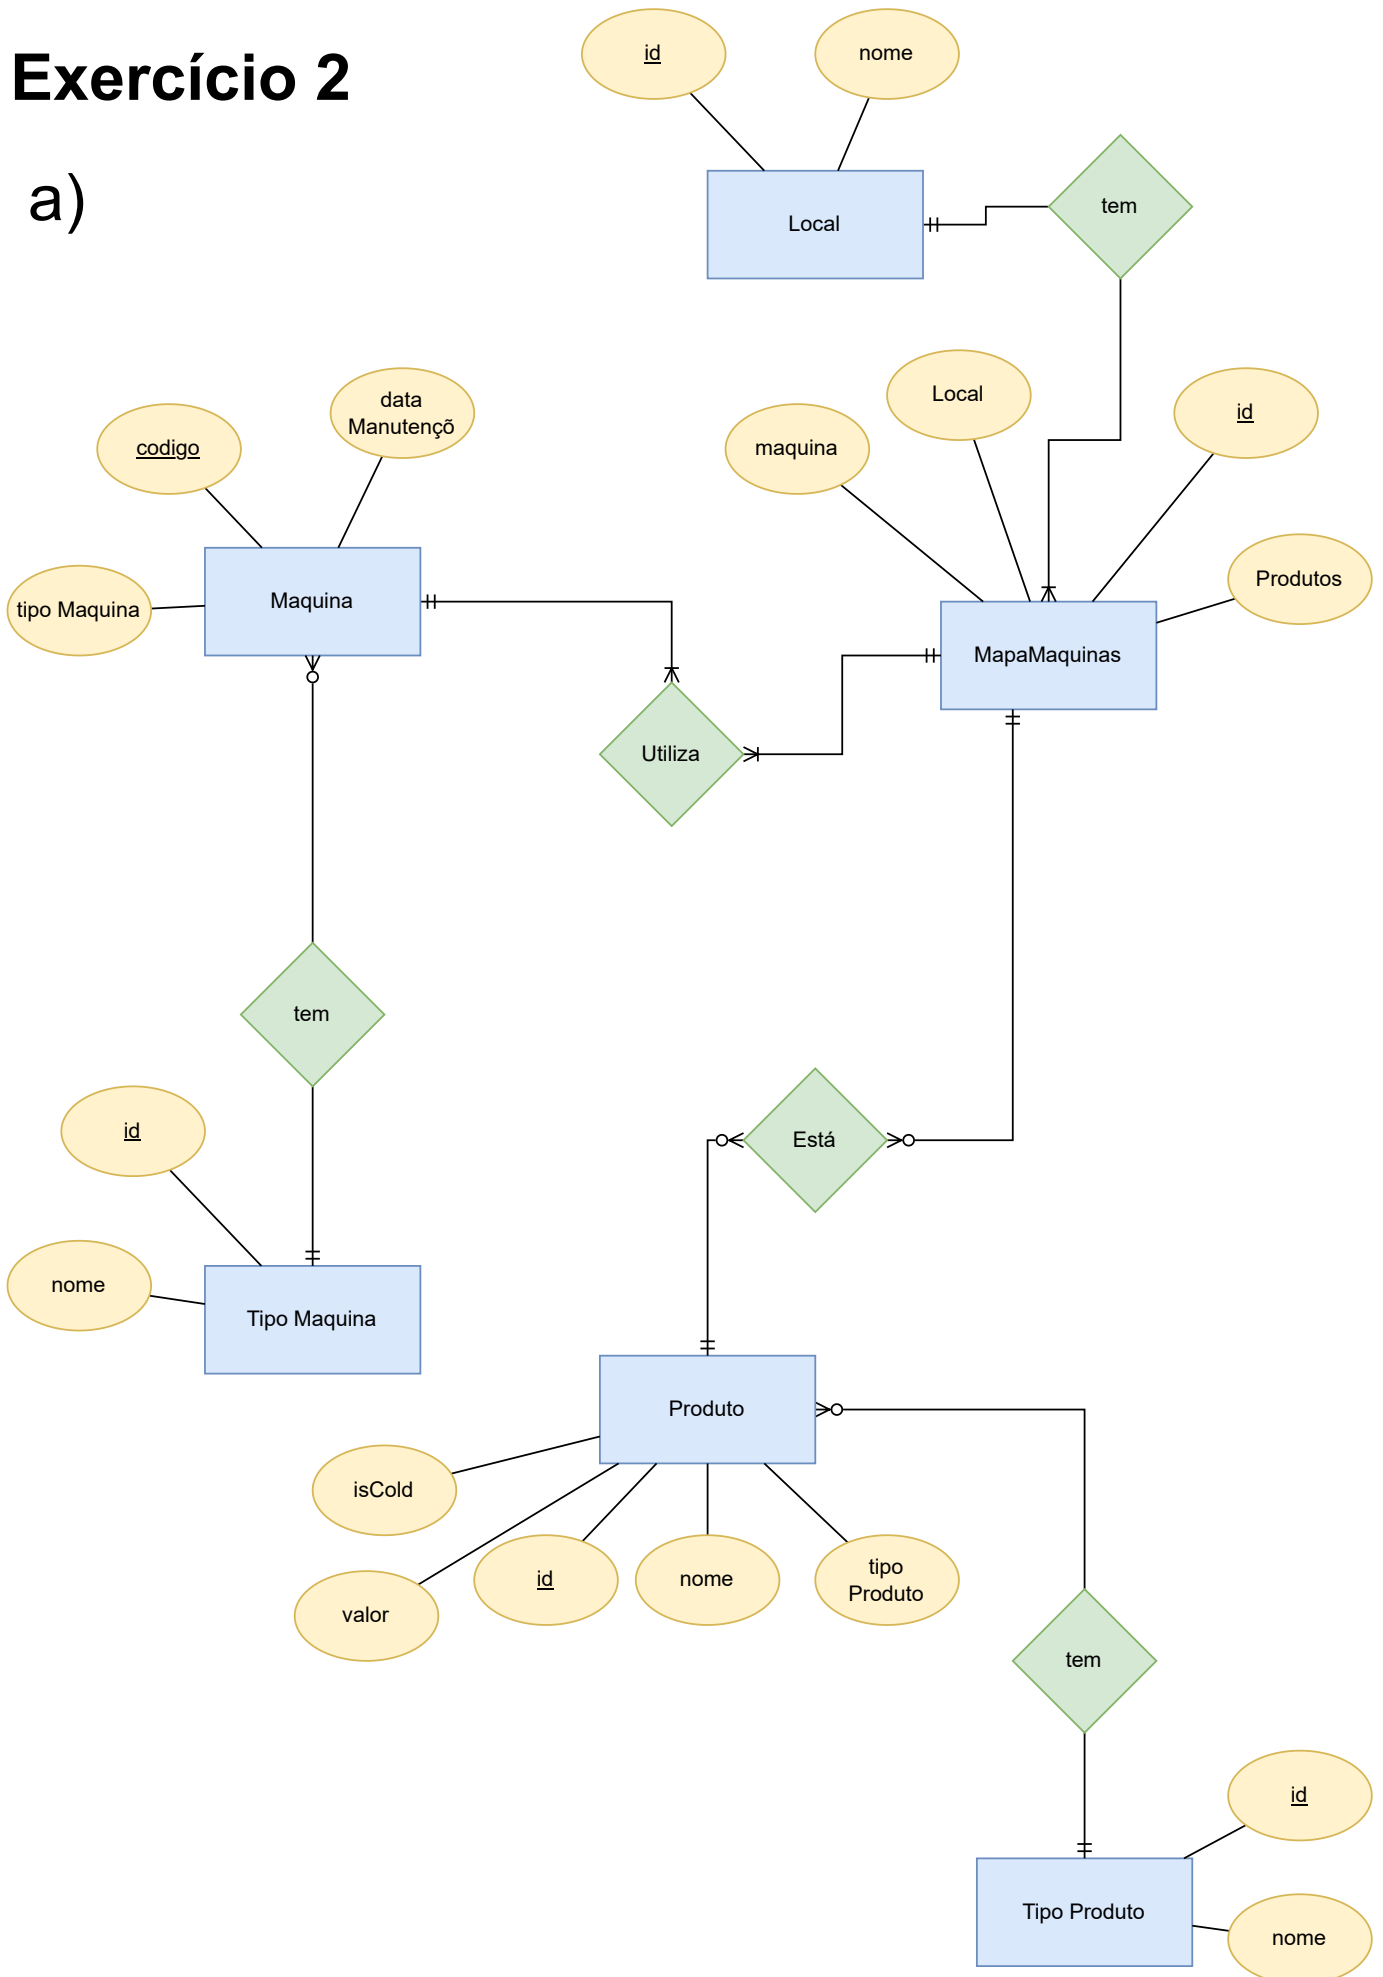 Exercício 2
a)
id
nome
Local
tem
Local
id
maquina
data
Manutençõ
codigo
Produtos
tipo Maquina
Maquina
MapaMaquinas
Utiliza
tem
id
Está
nome
Tipo Maquina
Produto
isCold
valor
id
nome
tipo
Produto
tem
id
Tipo Produto
nome